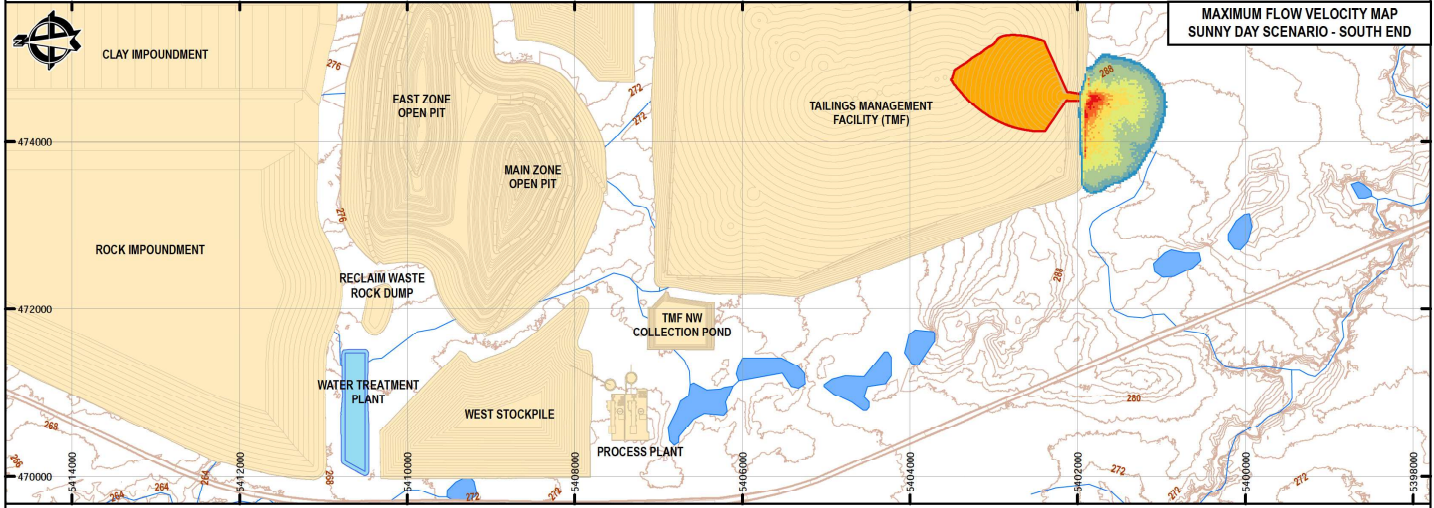 MAXIMUM FLOW VELOCITY MAP
SUNNY DAY SCENARIO - SOUTH END
N
CLAY IMPOUNDMENT
276
EAST ZONE
OPEN PIT
272
272
TAILINGS MANAGEMENT
FACILITY (TMF)
288
474000
MAIN ZONE
OPEN PIT
276
ROCK IMPOUNDMENT
RECLAIM WASTE
ROCK DUMP
288
472000
TMF NW
COLLECTION POND
WATER TREATMENT
PLANT
280
WEST STOCKPILE
268
PROCESS PLANT
266
264
264
264
268
272
272
272
272
272
470000
5414000
5412000
5410000
5408000
5406000
5404000
5402000
5400000
5398000